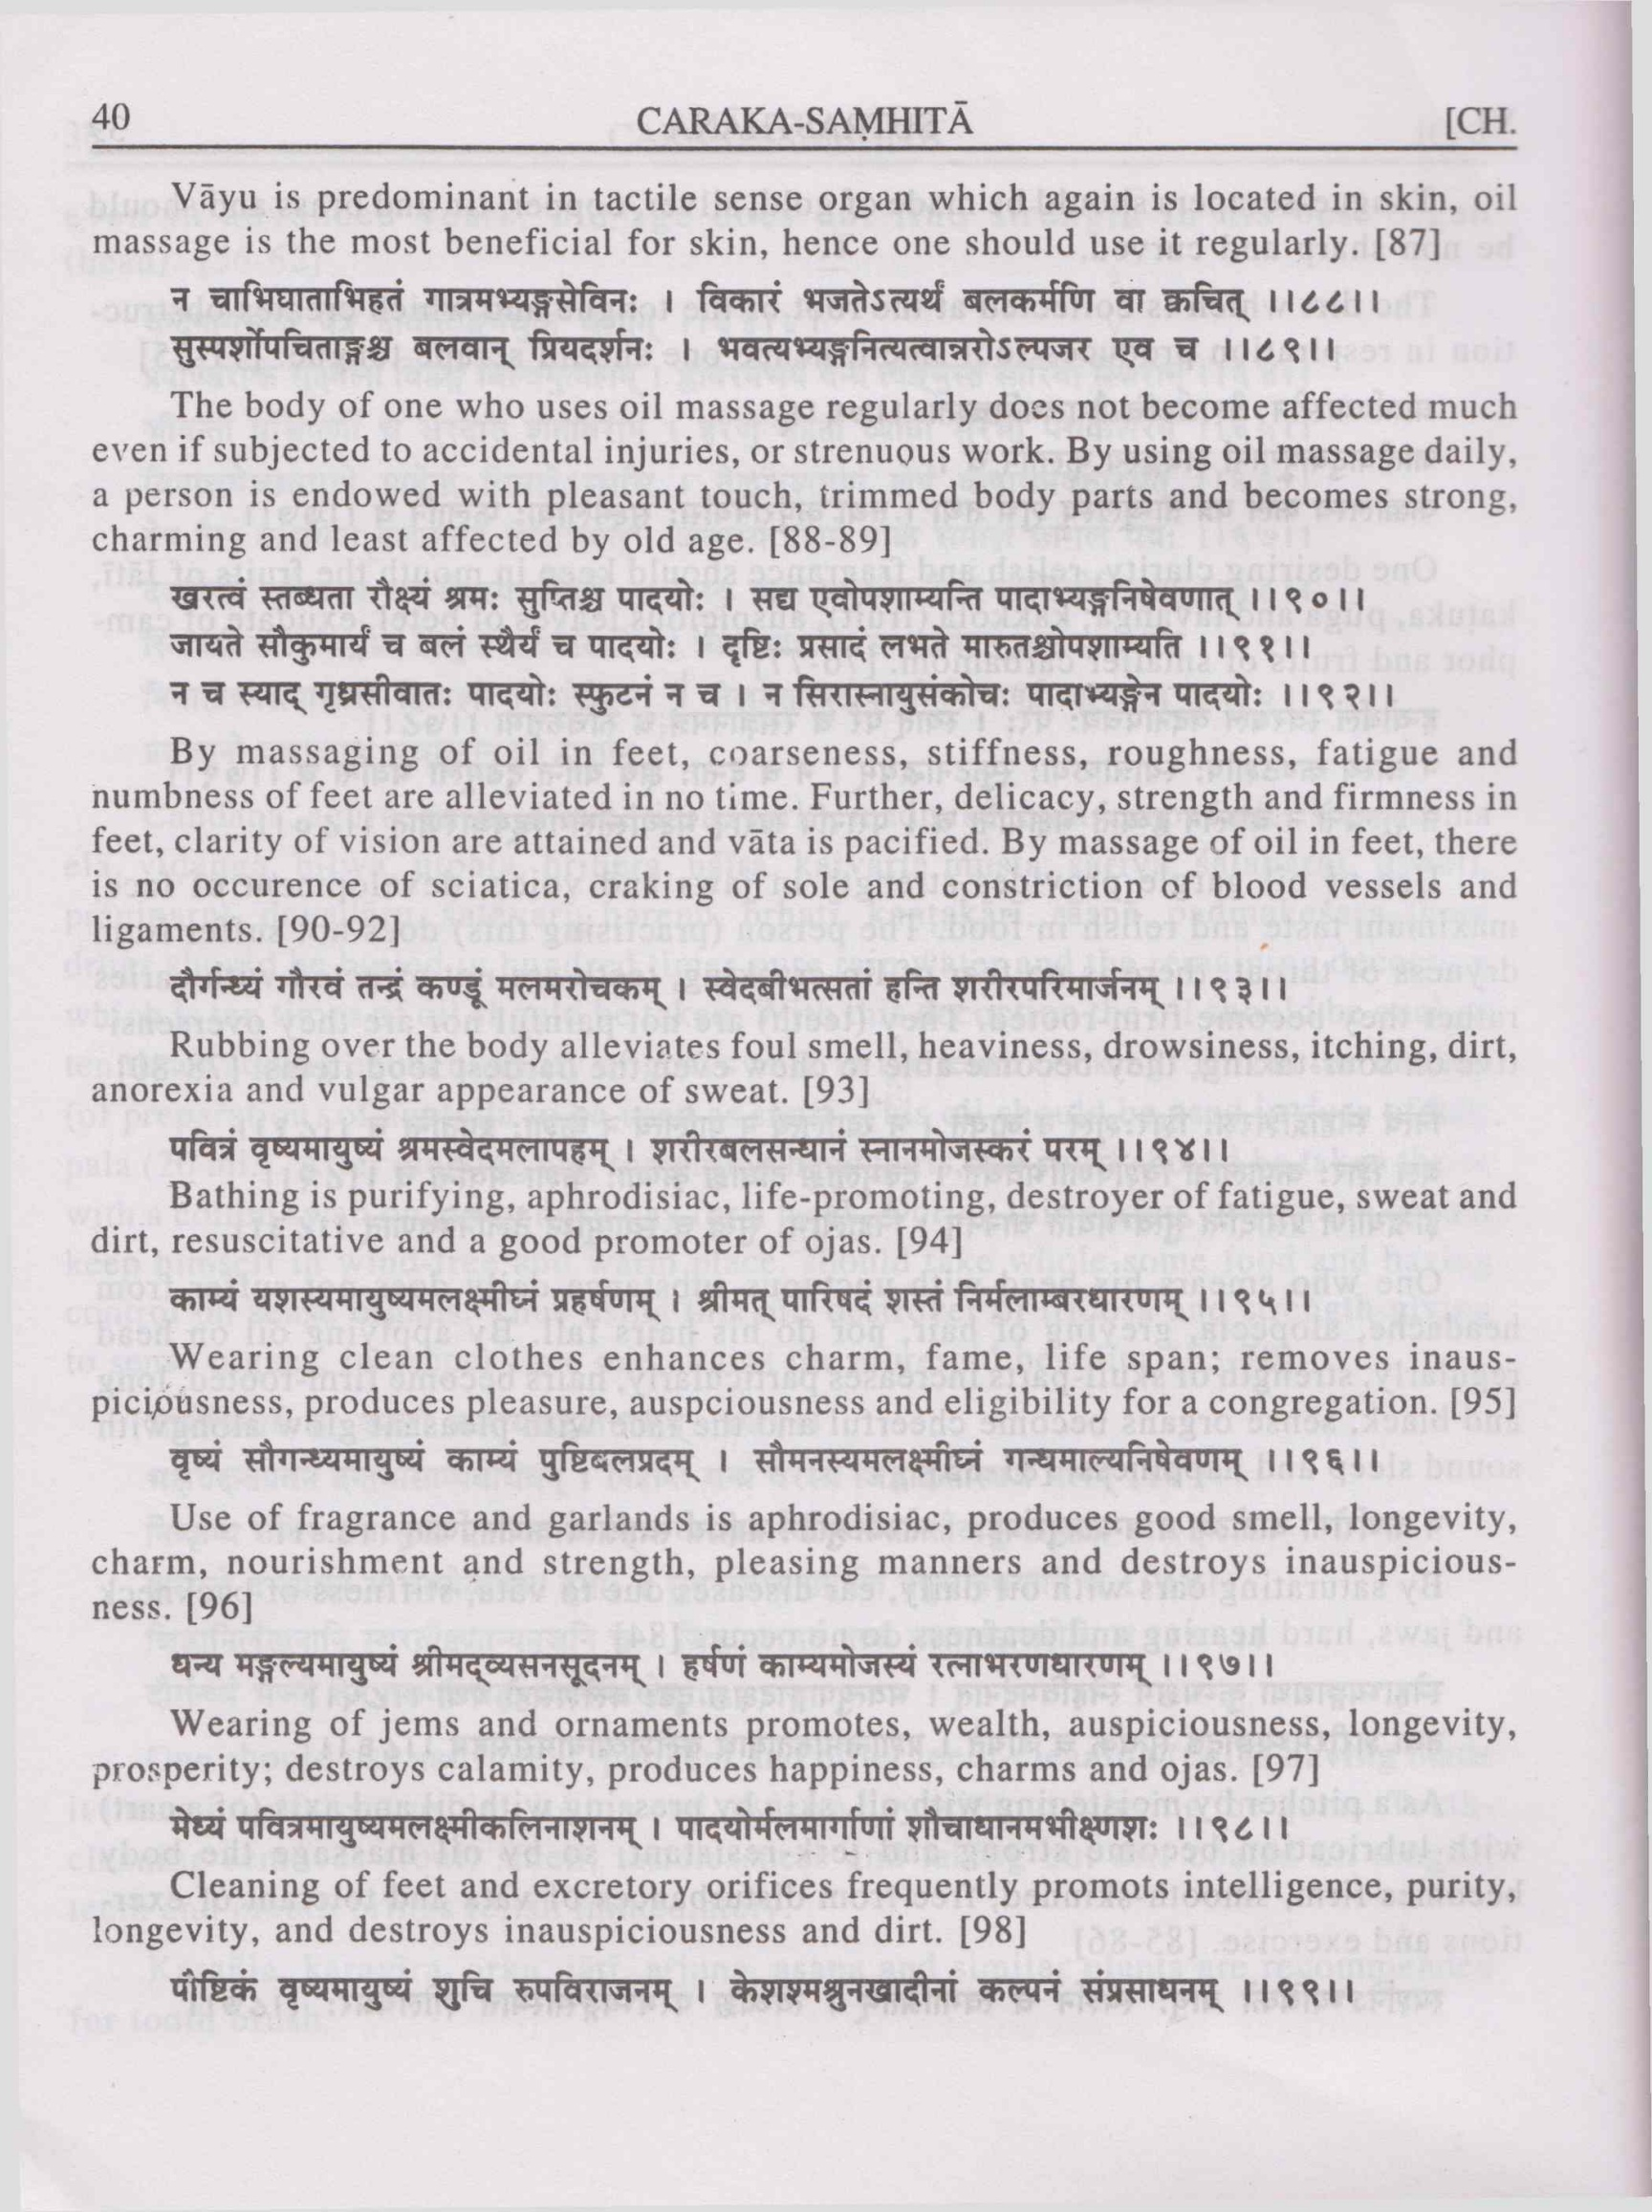 40 CARAKA-SAṂHITĀ [CH.
Vāyu is predominant in tactile sense organ which again is located in skin, oil
massage is the most beneficial for skin, hence one should use it regularly. [87]
न चाभिघाताभिहतं गात्रमभ्यङ्गसेविनः । विकारं भजतेऽत्यर्थं बलकर्मणि वा क्वचित् ।।८८।।
सुस्पर्शोपचिताङ्गश्च बलवान् प्रियदर्शनः । भवत्यभ्यङ्गनित्यत्वान्नरोऽल्पजर एव च ।।८९।।
The body of one who uses oil massage regularly does not become affected much
even if subjected to accidental injuries, or strenuous work. By using oil massage daily,
a person is endowed with pleasant touch, trimmed body parts and becomes strong,
charming and least affected by old age. [88-89]
खरत्वं स्तब्धता रौक्ष्यं श्रमः सुप्तिश्च पादयोः । सद्य एवोपशाम्यन्ति पादाभ्यङ्गनिषेवणात् ।।९०।।
जायते सौकुमार्यं च बलं स्थैर्यं च पादयोः । दृष्टिः प्रसादं लभते मारुतश्चोपशाम्यति ।।९१।।
न च स्याद् गृध्रसीवातः पादयोः स्फुटनं न च । न सिरास्नायुसंकोचः पादाभ्यङ्गेन पादयोः ।।९२।।
By massaging of oil in feet, coarseness, stiffness, roughness, fatigue and
numbness of feet are alleviated in no time. Further, delicacy, strength and firmness in
feet, clarity of vision are attained and vāta is pacified. By massage of oil in feet, there
is no occurence of sciatica, craking of sole and constriction of blood vessels and
ligaments. [90-92]
दौर्गन्ध्यं गौरवं तन्द्रं कण्डूं मलमरोचकम् । स्वेदबीभत्सतां हन्ति शरीरपरिमार्जनम् ।।९३।।
Rubbing over the body alleviates foul smell, heaviness, drowsiness, itching, dirt,
anorexia and vulgar appearance of sweat. [93]
पवित्रं वृष्यमायुष्यं श्रमस्वेदमलापहम् । शरीरबलसन्धानं स्नानमोजस्करं परम् ।।९४।।
Bathing is purifying, aphrodisiac, life-promoting, destroyer of fatigue, sweat and
dirt, resuscitative and a good promoter of ojas. [94]
काम्यं यशस्यमायुष्यमलक्ष्मीघ्नं प्रहर्षणम् । श्रीमत् पारिषदं शस्तं निर्मलाम्बरधारणम् ।।९५।।
Wearing clean clothes enhances charm, fame, life span; removes inaus-
piciousness, produces pleasure, auspciousness and eligibility for a congregation. [95]
वृष्यं सौगन्ध्यमायुष्यं काम्यं पुष्टिबलप्रदम् । सौमनस्यमलक्ष्मीघ्नं गन्धमाल्यनिषेवणम् ।।९६।।
Use of fragrance and garlands is aphrodisiac, produces good smell, longevity,
charm, nourishment and strength, pleasing manners and destroys inauspicious-
ness. [96]
धन्य मङ्गल्यमायुष्यं श्रीमद्व्यसनसूदनम् । हर्षणं काम्यमोजस्यं रत्नाभरणधारणम् ।।९७।।
Wearing of jems and ornaments promotes, wealth, auspiciousness, longevity,
prosperity; destroys calamity, produces happiness, charms and ojas. [97]
मेध्यं पवित्रमायुष्यमलक्ष्मीकलिनाशनम् । पादयोर्मलमार्गाणां शौचाधानमभीक्ष्णशः ।।९८।।
Cleaning of feet and excretory orifices frequently promots intelligence, purity,
longevity, and destroys inauspiciousness and dirt. [98]
पौष्टिकं वृष्यमायुष्यं शुचि रुपविराजनम् । केशश्मश्रुनखादीनां कल्पनं संप्रसाधनम् ।।९९।।